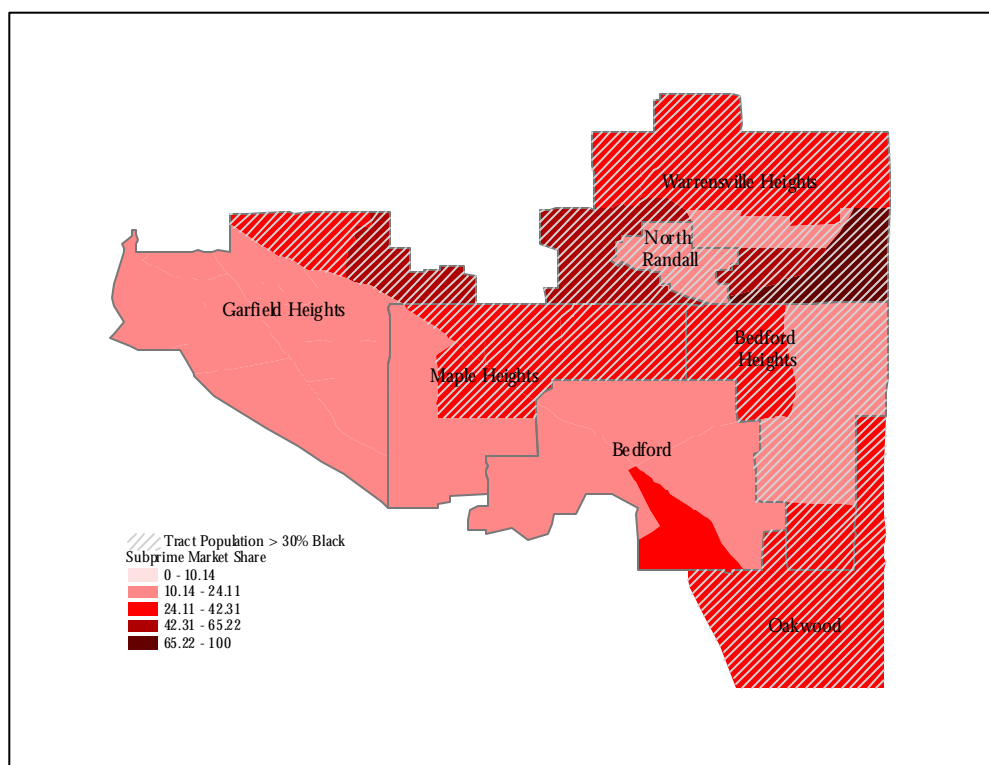 Warrensville Heights
North
Randall
Garfield Heights
Bedford
Heights
Maple Heights
Bedford
Oakwood
Tract Population > 30% Black
Subprime Market Share
0 - 10.14
10.14 - 24.11
24.11 - 42.31
42.31 - 65.22
65.22 - 100